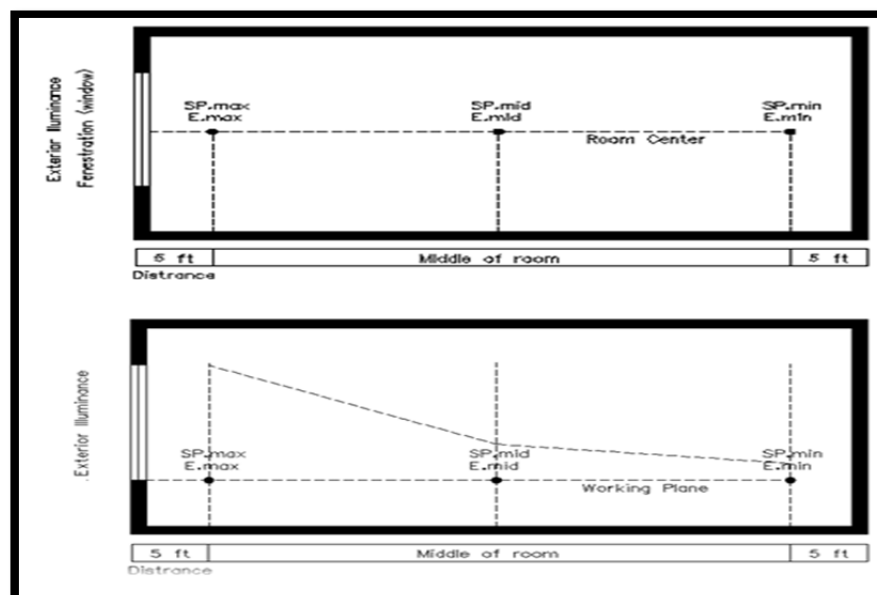 Exterior Iluminance
Fenestration (window)
SP.max
E.max
SP.mid
E.mid
SP.min
E.min
Room Center
5 ft
Middle of room
5 ft
Distrance
.Exterior Iluminance
SP.max
E.max
SP.mid
E.mid
SP.min
E.min
Working Plane
5 ft
Middle of room
5 ft
Distrance